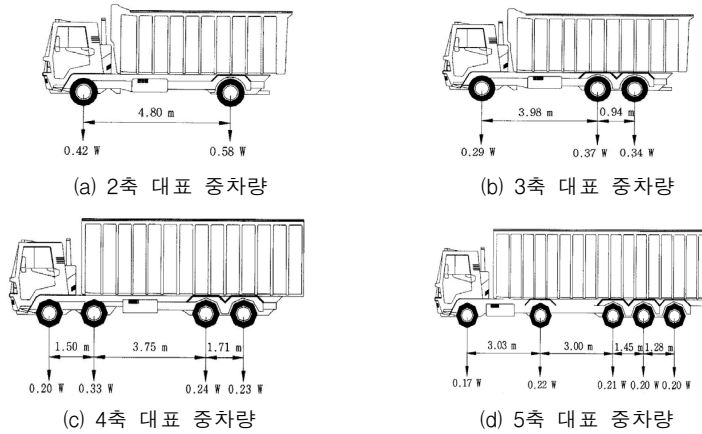 4.80 m
0.42 W 0.58 W
(a) 2축 대표 중차량
3.98 m 0.94 m
0.29 W 0.37 W 0.34 W
(b) 3축 대표 중차량
1.50 m 3.75 m 1.71 m
0.20 W 0.33 W 0.24 W 0.23 W
(c) 4축 대표 중차량
3.03 m 3.00 m 1.45 m 1.28 m
0.17 W 0.22 W 0.21 W 0.20 W 0.20 W
(d) 5축 대표 중차량